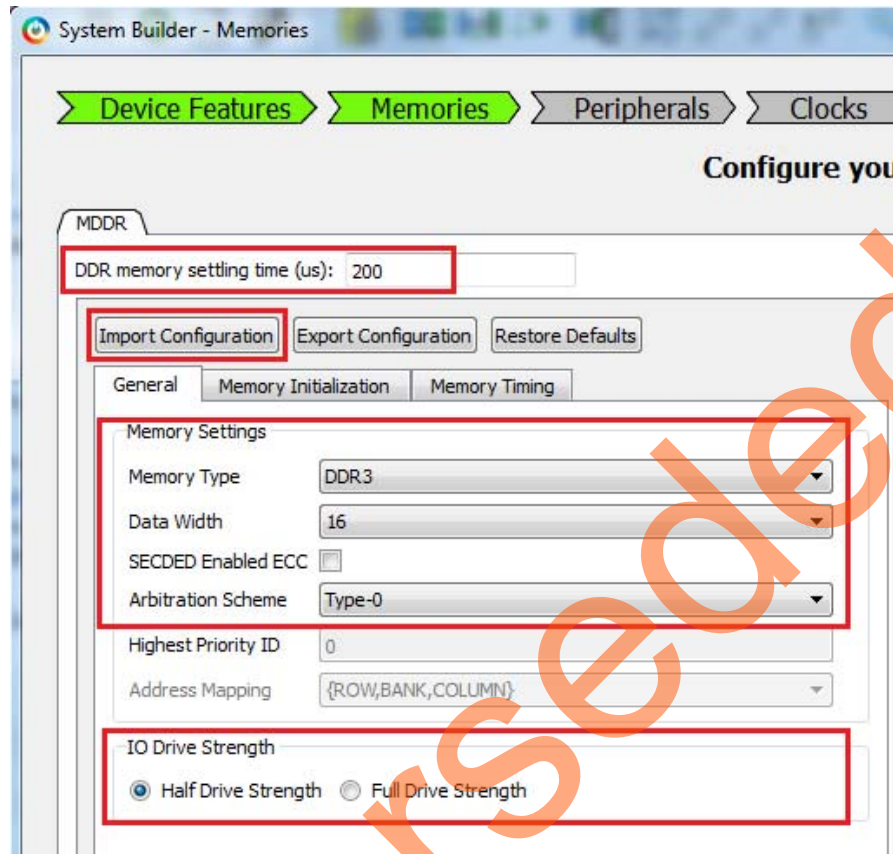 System Builder - Memories
Device Features Memories Peripherals Clocks
Configure you
MDDR
DDR memory settling time (us): 200
Import Configuration Export Configuration Restore Defaults
General Memory Initialization Memory Timing
Memory Settings
Memory Type DDR3
Data Width 16
SECDED Enabled ECC
Arbitration Scheme Type-0
Highest Priority ID 0
Address Mapping {ROW,BANK,COLUMN}
IO Drive Strength
Half Drive Strength Full Drive Strength
rseded